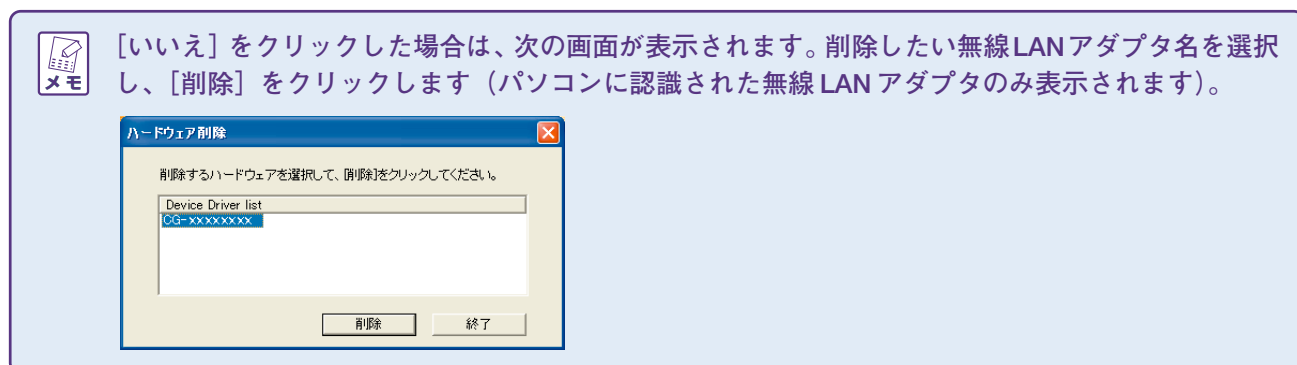 [いいえ] をクリックした場合は、次の画面が表示されます。削除したい無線LANアダプタ名を選択
メモ
し、[削除] をクリックします（パソコンに認識された無線 LAN アダプタのみ表示されます）。
ハードウェア削除
削除するハードウェアを選択して、[削除]をクリックしてください。
Device Driver list
CG-xxxxxxxx
削除 終了